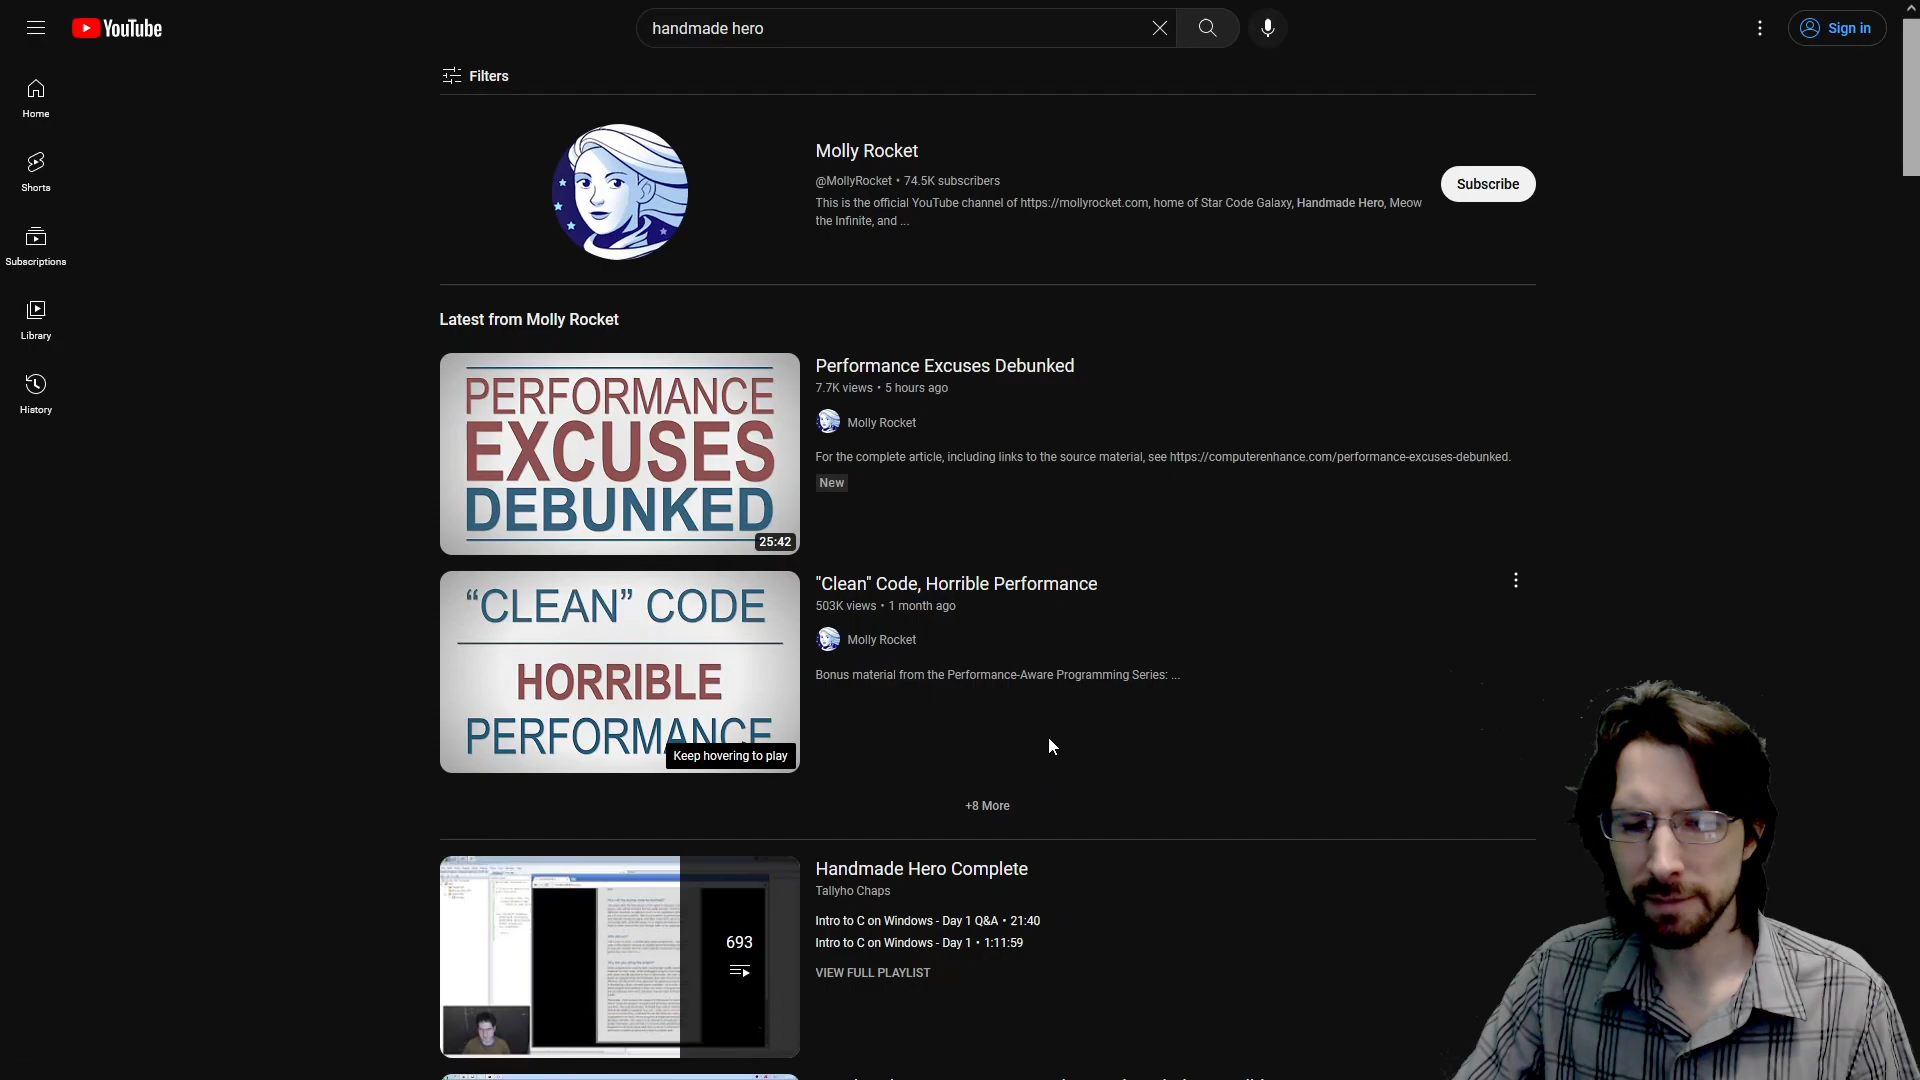 YouTube
handmade hero
Sign in
Filters
Home
Shorts
Subscriptions
Library
History
Molly Rocket
@MollyRocket • 74.5K subscribers
This is the official YouTube channel of https://mollyrocket.com, home of Star Code Galaxy, Handmade Hero, Meow
the Infinite, and ...
Subscribe
Latest from Molly Rocket
PERFORMANCE
EXCUSES
DEBUNKED
25:42
Performance Excuses Debunked
7.7K views • 5 hours ago
Molly Rocket
For the complete article, including links to the source material, see https://computerenhance.com/performance-excuses-debunked.
New
"CLEAN" CODE
HORRIBLE
PERFORMANCE
Keep hovering to play
"Clean" Code, Horrible Performance
503K views • 1 month ago
Molly Rocket
Bonus material from the Performance-Aware Programming Series: ...
+8 More
693
Handmade Hero Complete
Tallyho Chaps
Intro to C on Windows - Day 1 Q&A • 21:40
Intro to C on Windows - Day 1 • 1:11:59
VIEW FULL PLAYLIST